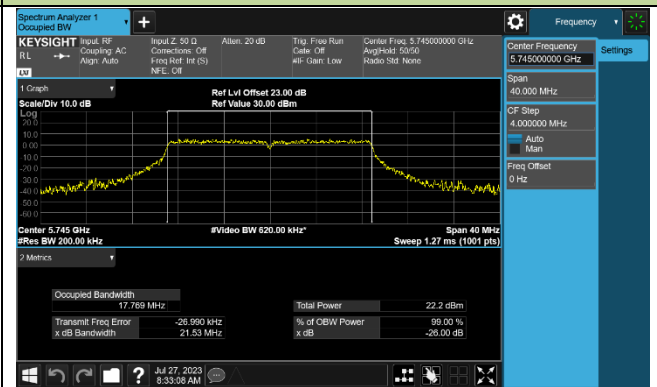 Spectrum Analyzer 1
Occupied BW
+
Frequency
KEYSIGHT
RL
LXI
Input: RF
Coupling: AC
Align: Auto
Input Z: 50 Ω
Corrections: Off
Freq Ref: Int (S)
NFE: Off
Atten: 20 dB
Trig: Free Run
Gate: Off
#IF Gain: Low
Center Freq: 5.745000000 GHz
Avg|Hold: 50/50
Radio Std: None
Center Frequency
5.745000000 GHz
Settings
Span
40.000 MHz
CF Step
4.000000 MHz
Auto
Man
Freq Offset
0 Hz
1 Graph
Scale/Div 10.0 dB
Ref Lvl Offset 23.00 dB
Ref Value 30.00 dBm
Log
20.0
10.0
0.00
-10.0
-20.0
-30.0
-40.0
-50.0
-60.0
Center 5.745 GHz
#Video BW 620.00 kHz*
Span 40 MHz
#Res BW 200.00 kHz
Sweep 1.27 ms (1001 pts)
2 Metrics
Occupied Bandwidth
17.769 MHz
Total Power 22.2 dBm
Transmit Freq Error -26.990 kHz
% of OBW Power 99.00 %
x dB Bandwidth 21.53 MHz
x dB -26.00 dB
?
Jul 27, 2023
8:33:08 AM